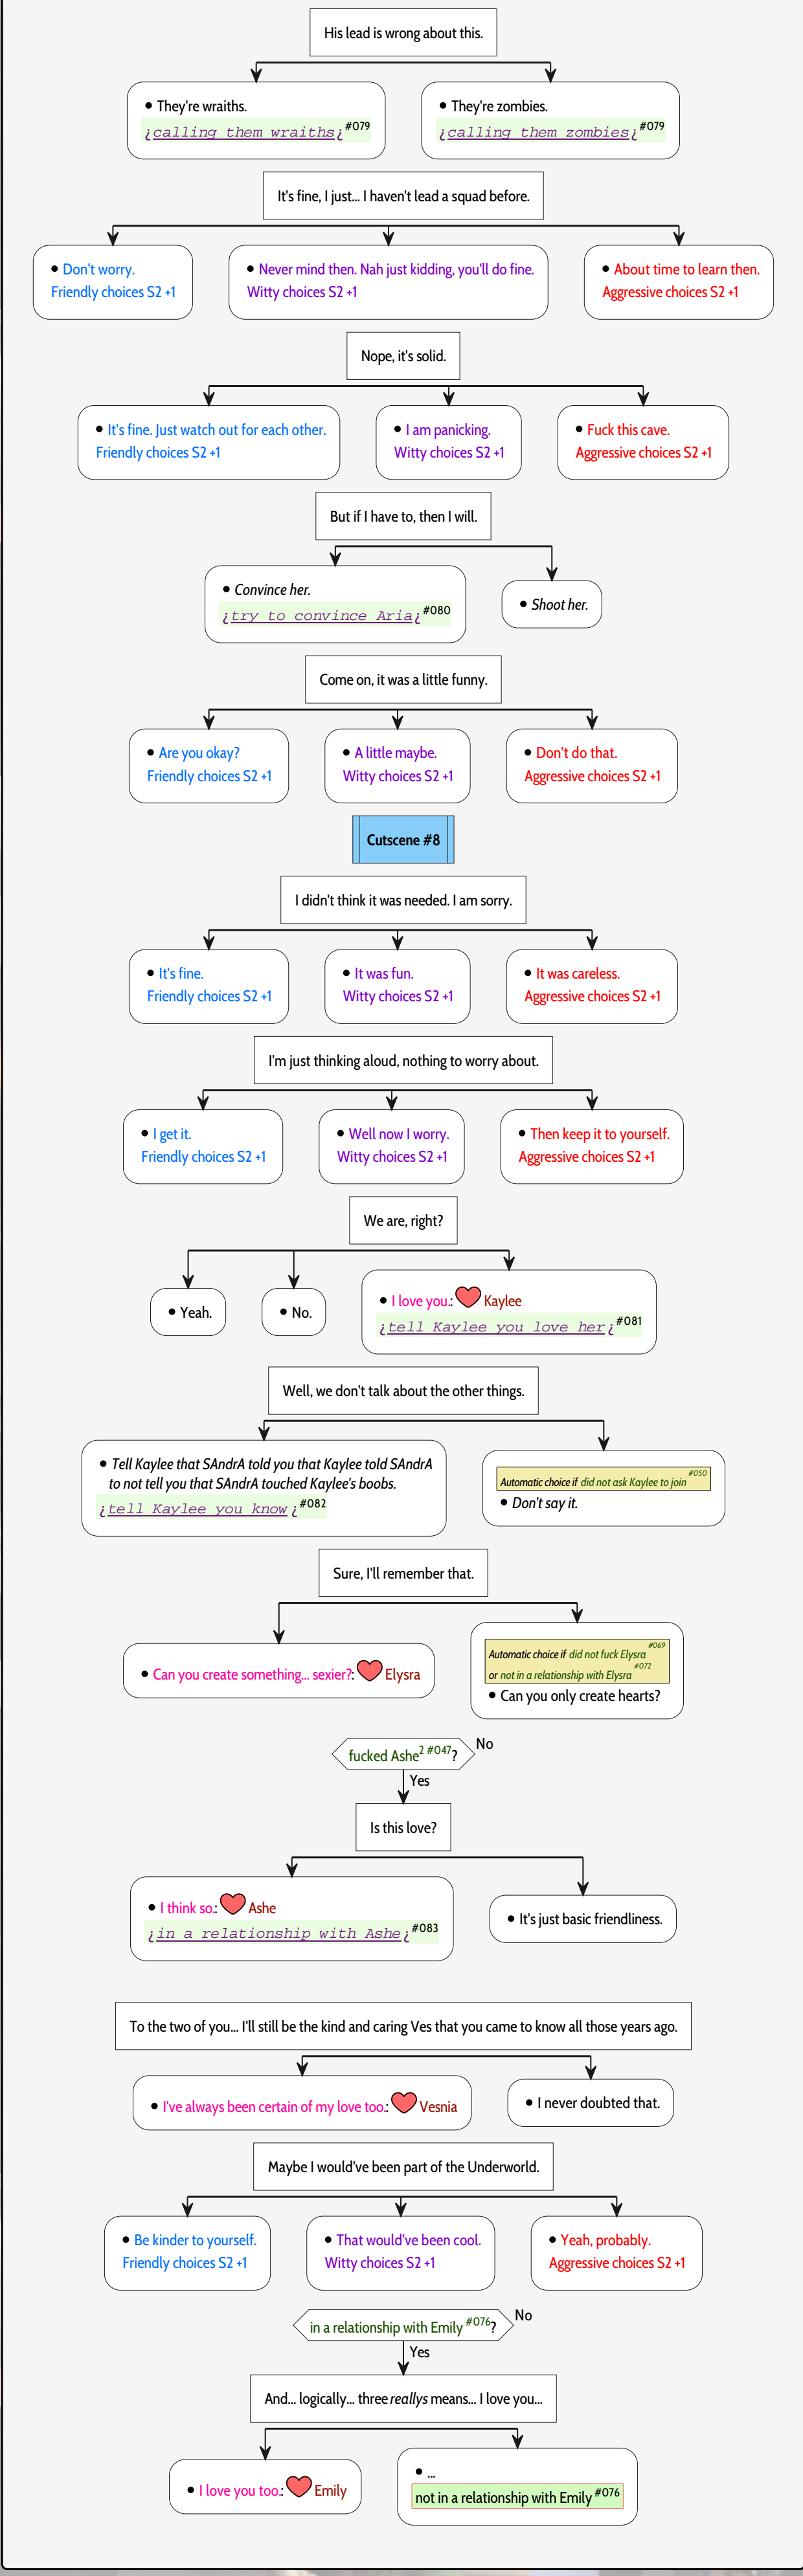 His lead is wrong about this.
• They're wraiths.
¿calling them wraiths¿#079
• They're zombies.
¿calling them zombies¿#079
It's fine, I just... I haven't lead a squad before.
• Don't worry.
Friendly choices S2 +1
• Never mind then. Nah just kidding, you'll do fine.
Witty choices S2 +1
• About time to learn then.
Aggressive choices S2 +1
Nope, it's solid.
• It's fine. Just watch out for each other.
Friendly choices S2 +1
• I am panicking.
Witty choices S2 +1
• Fuck this cave.
Aggressive choices S2 +1
But if I have to, then I will.
• Convince her.
¿try to convince Aria¿#080
• Shoot her.
Come on, it was a little funny.
• Are you okay?
Friendly choices S2 +1
• A little maybe.
Witty choices S2 +1
• Don't do that.
Aggressive choices S2 +1
Cutscene #8
I didn't think it was needed. I am sorry.
• It's fine.
Friendly choices S2 +1
• It was fun.
Witty choices S2 +1
• It was careless.
Aggressive choices S2 +1
I'm just thinking aloud, nothing to worry about.
• I get it.
Friendly choices S2 +1
• Well now I worry.
Witty choices S2 +1
• Then keep it to yourself.
Aggressive choices S2 +1
We are, right?
• Yeah.
• No.
• I love you.: Kaylee
¿tell Kaylee you love her¿#081
Well, we don't talk about the other things.
• Tell Kaylee that SAndrA told you that Kaylee told SAndrA
to not tell you that SAndrA touched Kaylee's boobs.
¿tell Kaylee you know¿#082
Automatic choice if did not ask Kaylee to join #050
• Don't say it.
Sure, I'll remember that.
• Can you create something... sexier?: Elysra
Automatic choice if did not fuck Elysra #069
or not in a relationship with Elysra #072
• Can you only create hearts?
fucked Ashe2 #047?
No
Yes
Is this love?
• I think so.: Ashe
¿in a relationship with Ashe¿#083
• It's just basic friendliness.
To the two of you... I'll still be the kind and caring Ves that you came to know all those years ago.
• I've always been certain of my love too.: Vesnia
• I never doubted that.
Maybe I would've been part of the Underworld.
• Be kinder to yourself.
Friendly choices S2 +1
• That would've been cool.
Witty choices S2 +1
• Yeah, probably.
Aggressive choices S2 +1
in a relationship with Emily #076?
No
Yes
And... logically... three reallys means... I love you...
• I love you too.: Emily
• ...
not in a relationship with Emily #076